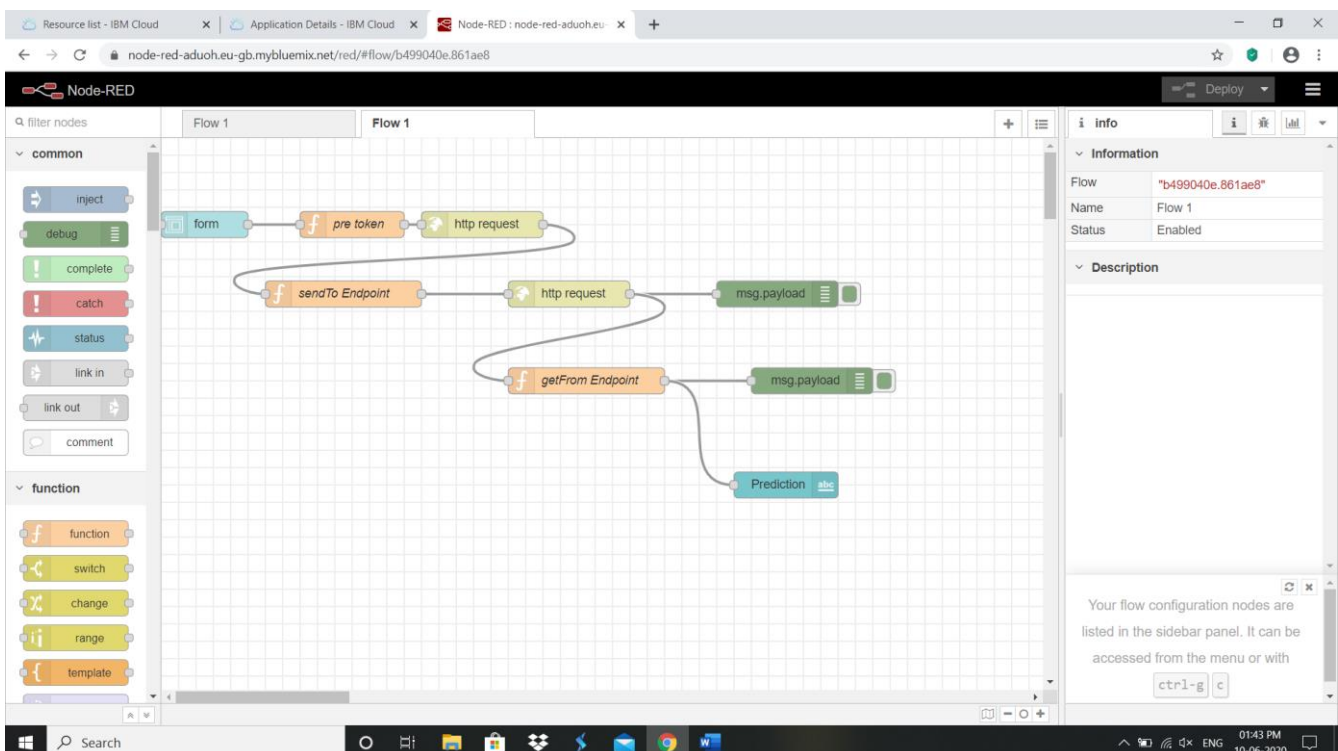 Resource list - IBM Cloud
Application Details - IBM Cloud
Node-RED : node-red-aduoh.eu-
node-red-aduoh.eu-gb.mybluemix.net/red/#flow/b499040e.861ae8
Node-RED
Deploy
filter nodes
Flow 1
Flow 1
i info
common
inject
debug
complete
catch
status
link in
link out
comment
function
function
switch
change
range
template
form
pre token
http request
sendTo Endpoint
http request
msg.payload
getFrom Endpoint
msg.payload
Prediction
abc
Information
Flow "b499040e.861ae8"
Name Flow 1
Status Enabled
Description
Your flow configuration nodes are
listed in the sidebar panel. It can be
accessed from the menu or with
ctrl-g c
Search
ENG
01:43 PM
10-06-2020